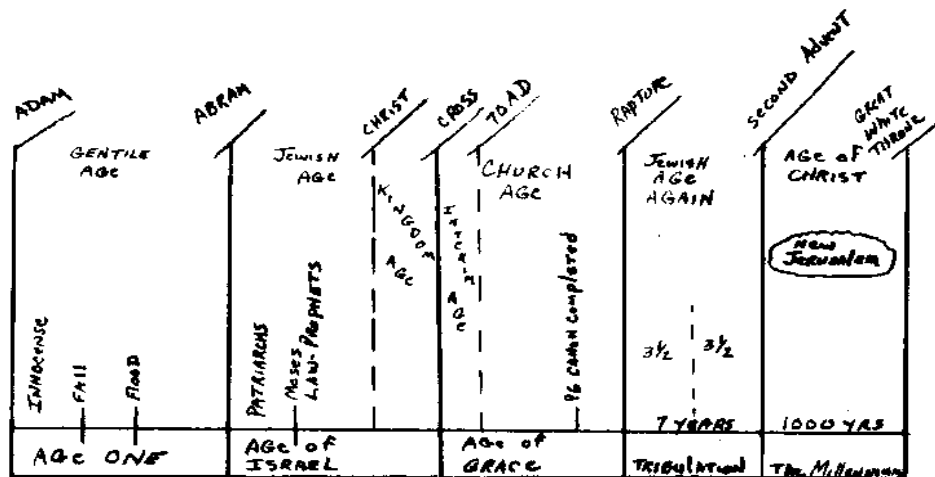 ADAM
ABRAM
CHRIST
CROSS
70 AD
RAPTURE
SECOND ADVENT
GREAT
WHITE
THRONE
GENTILE
AGE
JEWISH
AGE
KINGDOM AGE
INTERIM AGE
CHURCH
AGE
JEWISH
AGE
AGAIN
AGE OF
CHRIST
NEW
JERUSALEM
INNOCENSE
FALL
FLOOD
PATRIARCHS
MOSES
LAW-PROPHETS
96 CANON COMPLETED
3½
3½
7 YEARS
1000 YRS
AGE ONE
AGE OF
ISRAEL
AGE OF
GRACE
TRIBULATION
THE MILLENNIUM